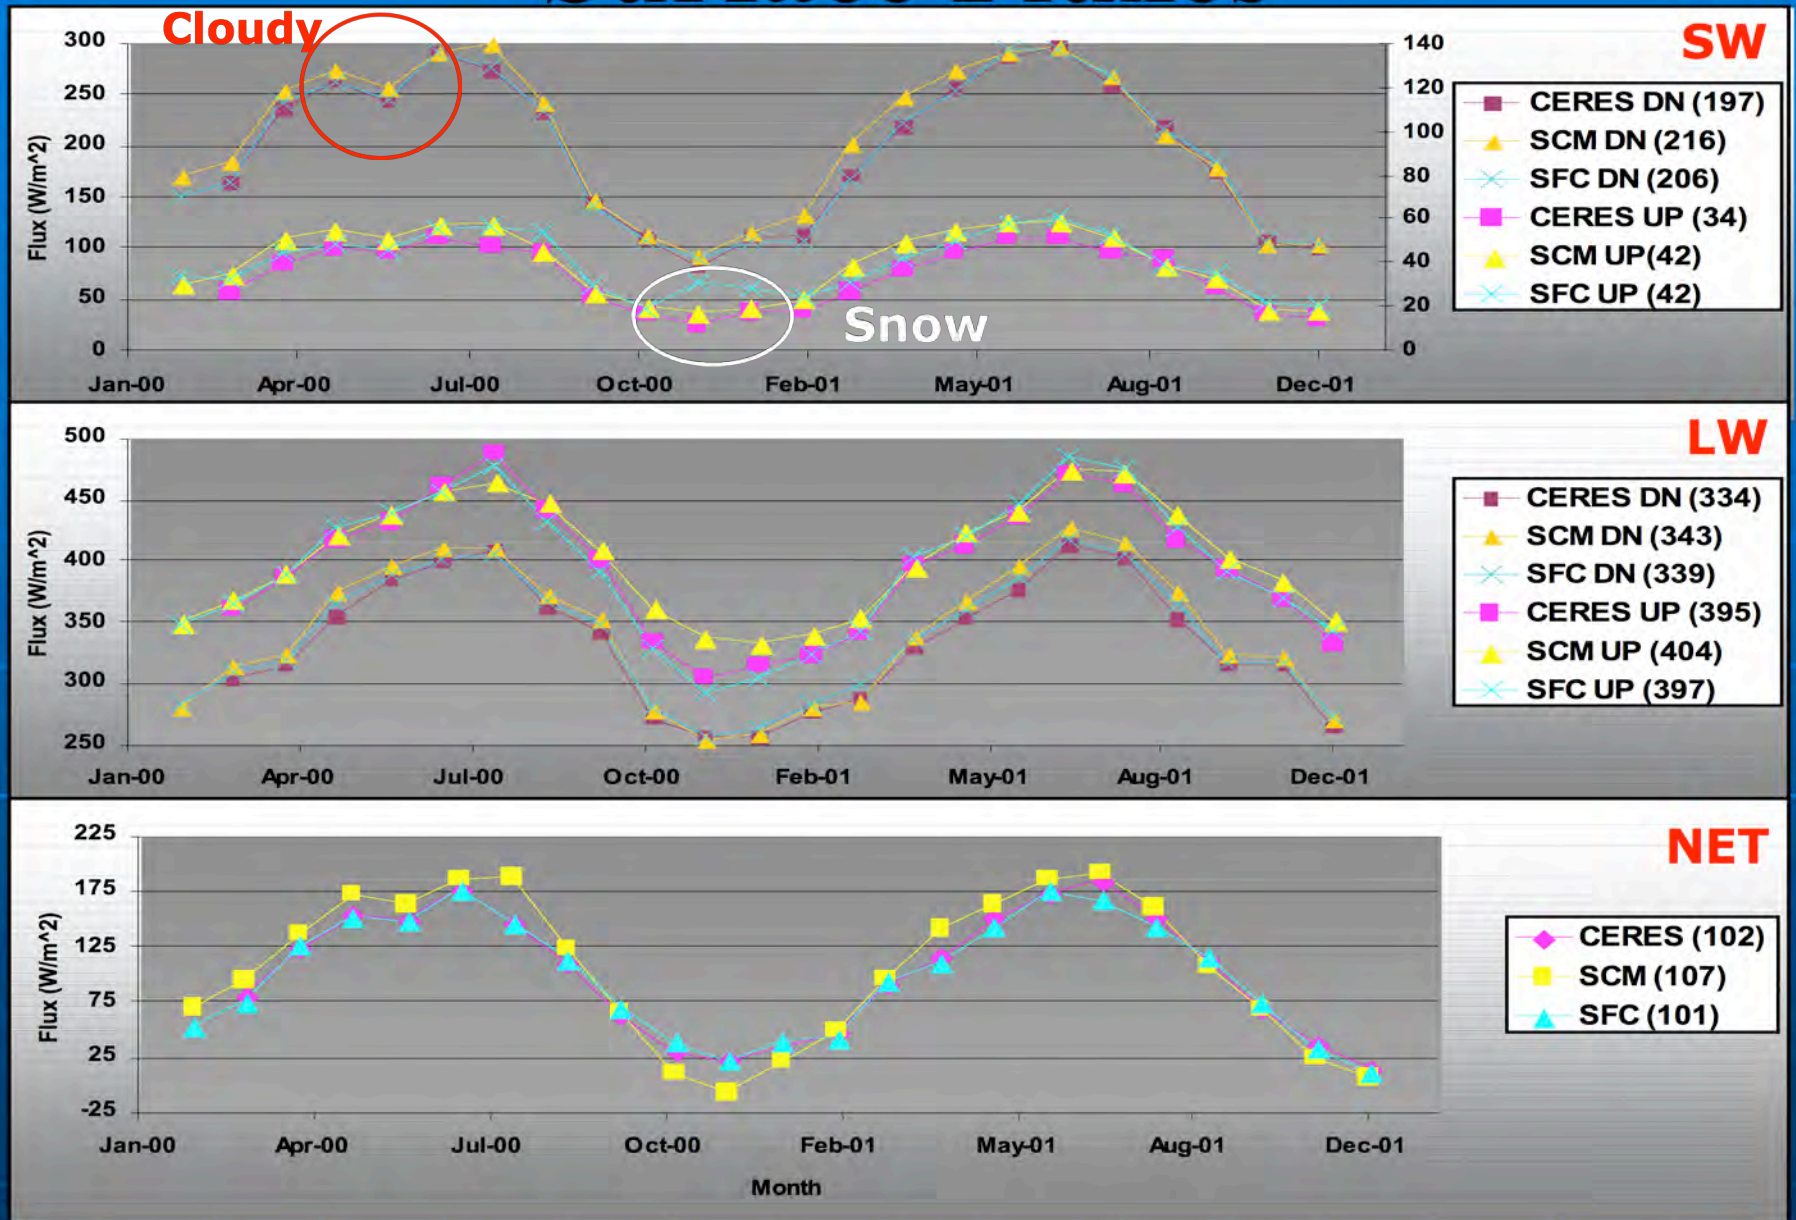 Cloudy
SW
300
250
200
150
100
50
0
Flux (W/m^2)
140
120
100
80
60
40
20
0
Snow
Jan-00 Apr-00 Jul-00 Oct-00 Feb-01 May-01 Aug-01 Dec-01
CERES DN (197)
SCM DN (216)
SFC DN (206)
CERES UP (34)
SCM UP(42)
SFC UP (42)
LW
500
450
400
350
300
250
Flux (W/m^2)
Jan-00 Apr-00 Jul-00 Oct-00 Feb-01 May-01 Aug-01 Dec-01
CERES DN (334)
SCM DN (343)
SFC DN (339)
CERES UP (395)
SCM UP (404)
SFC UP (397)
NET
225
175
125
75
25
-25
Flux (W/m^2)
Jan-00 Apr-00 Jul-00 Oct-00 Feb-01 May-01 Aug-01 Dec-01
Month
CERES (102)
SCM (107)
SFC (101)